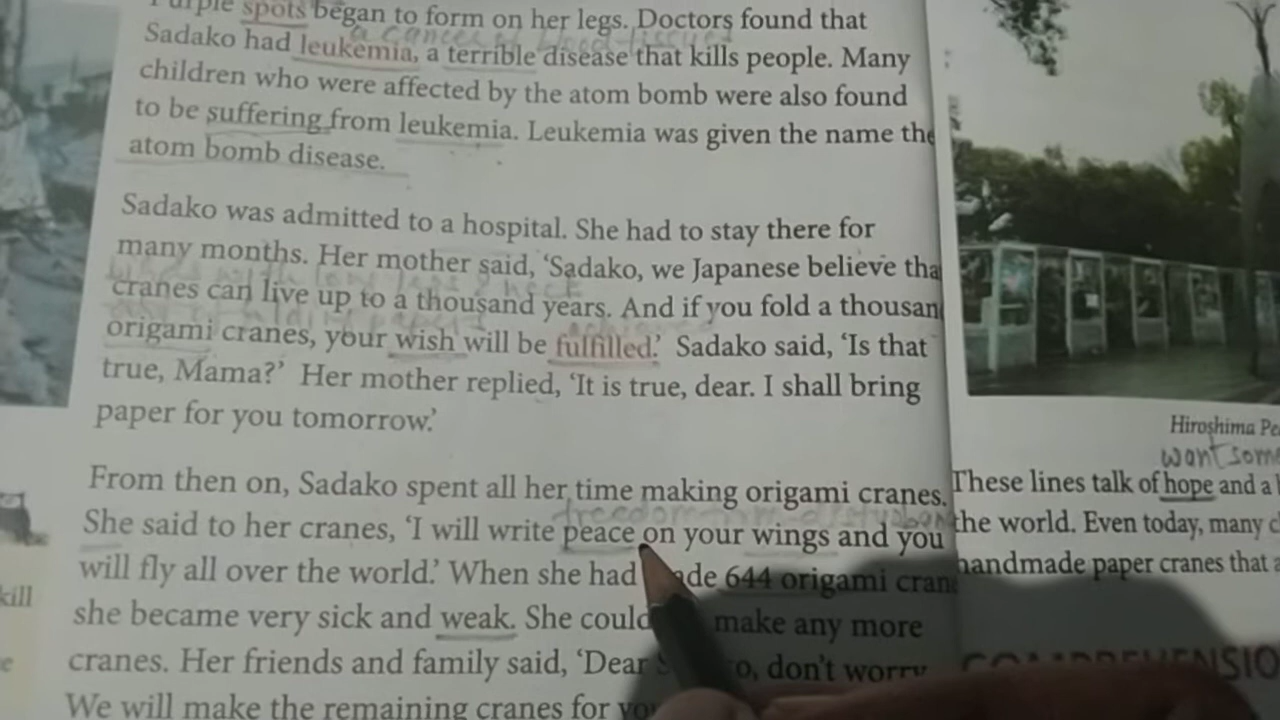 Purple spots began to form on her legs. Doctors found that
Sadako had leukemia, a terrible disease that kills people. Many
children who were affected by the atom bomb were also found
to be suffering from leukemia. Leukemia was given the name the
atom bomb disease.
Sadako was admitted to a hospital. She had to stay there for
many months. Her mother said, ‘Sadako, we Japanese believe tha
cranes can live up to a thousand years. And if you fold a thousan
origami cranes, your wish will be fulfilled.’ Sadako said, ‘Is that
true, Mama?’ Her mother replied, ‘It is true, dear. I shall bring
paper for you tomorrow.’
From then on, Sadako spent all her time making origami cranes.
She said to her cranes, ‘I will write peace on your wings and you
will fly all over the world.’ When she had ade 644 origami cran
she became very sick and weak. She could make any more
cranes. Her friends and family said, ‘Dear S o, don’t worry
We will make the remaining cranes for
kill
e
Hiroshima Pe
want some
These lines talk of hope and a
the world. Even today, many
handmade paper cranes that a
COMPREHENSIO